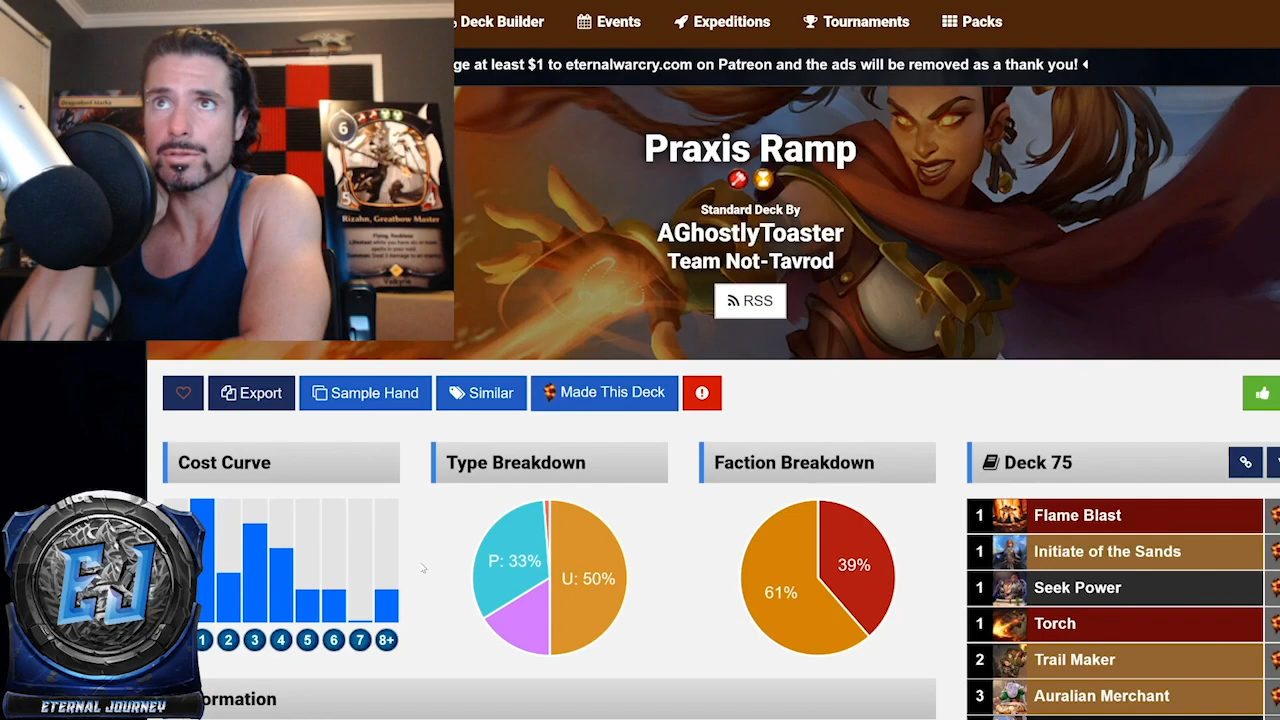 Deck Builder
Events
Expeditions
Tournaments
Packs
ge at least $1 to eternalwarcry.com on Patreon and the ads will be removed as a thank you!
6
5
4
Rizahn, Greatbow Master
Valkyrie
Praxis Ramp
Standard Deck By
AGhostlyToaster
Team Not-Tavrod
RSS
Export
Sample Hand
Similar
Made This Deck
Cost Curve
Type Breakdown
Faction Breakdown
Deck 75
P: 33%
U: 50%
39%
61%
1 2 3 4 5 6 7 8+
1 Flame Blast
1 Initiate of the Sands
1 Seek Power
1 Torch
2 Trail Maker
3 Auralian Merchant
ormation
EJ
ETERNAL JOURNEY